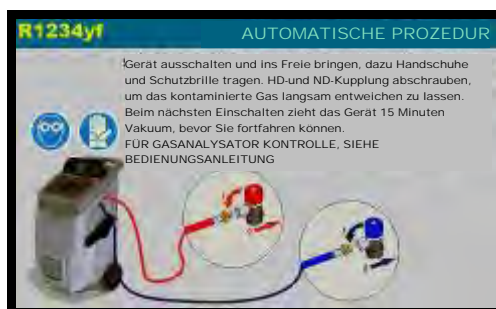 R1234yf
AUTOMATISCHE PROZEDUR
Gerät ausschalten und ins Freie bringen, dazu Handschuhe
und Schutzbrille tragen. HD-und ND-Kupplung abschrauben,
um das kontaminierte Gas langsam entweichen zu lassen.
Beim nächsten Einschalten zieht das Gerät 15 Minuten
Vakuum, bevor Sie fortfahren können.
FÜR GASANALYSATOR KONTROLLE, SIEHE
BEDIENUNGSANLEITUNG